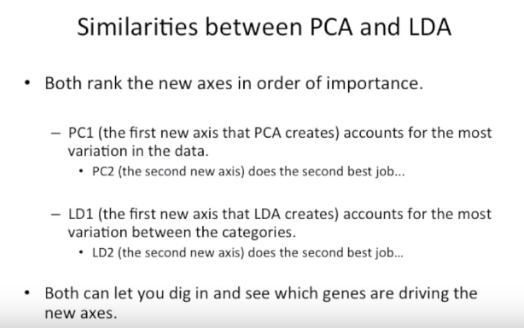 Similarities between PCA and LDA
• Both rank the new axes in order of importance.
– PC1 (the first new axis that PCA creates) accounts for the most
variation in the data.
• PC2 (the second new axis) does the second best job...
– LD1 (the first new axis that LDA creates) accounts for the most
variation between the categories.
• LD2 (the second new axis) does the second best job...
• Both can let you dig in and see which genes are driving the
new axes.